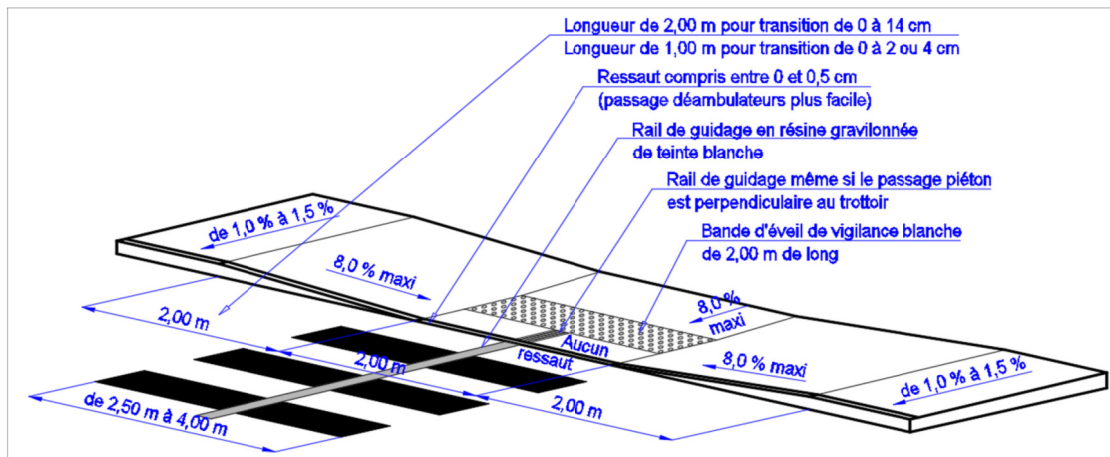 Longueur de 2,00 m pour transition de 0 à 14 cm
Longueur de 1,00 m pour transition de 0 à 2 ou 4 cm
Ressaut compris entre 0 et 0,5 cm
(passage déambulateurs plus facile)
Rail de guidage en résine gravilonnée
de teinte blanche
Rail de guidage même si le passage piéton
est perpendiculaire au trottoir
Bande d'éveil de vigilance blanche
de 2,00 m de long
de 1,0 % à 1,5 %
8,0 % maxi
8,0 %
maxi
2,00 m
Aucun
ressaut
8,0 % maxi
de 1,0 % à 1,5 %
2,00 m
2,00 m
de 2,50 m à 4,00 m